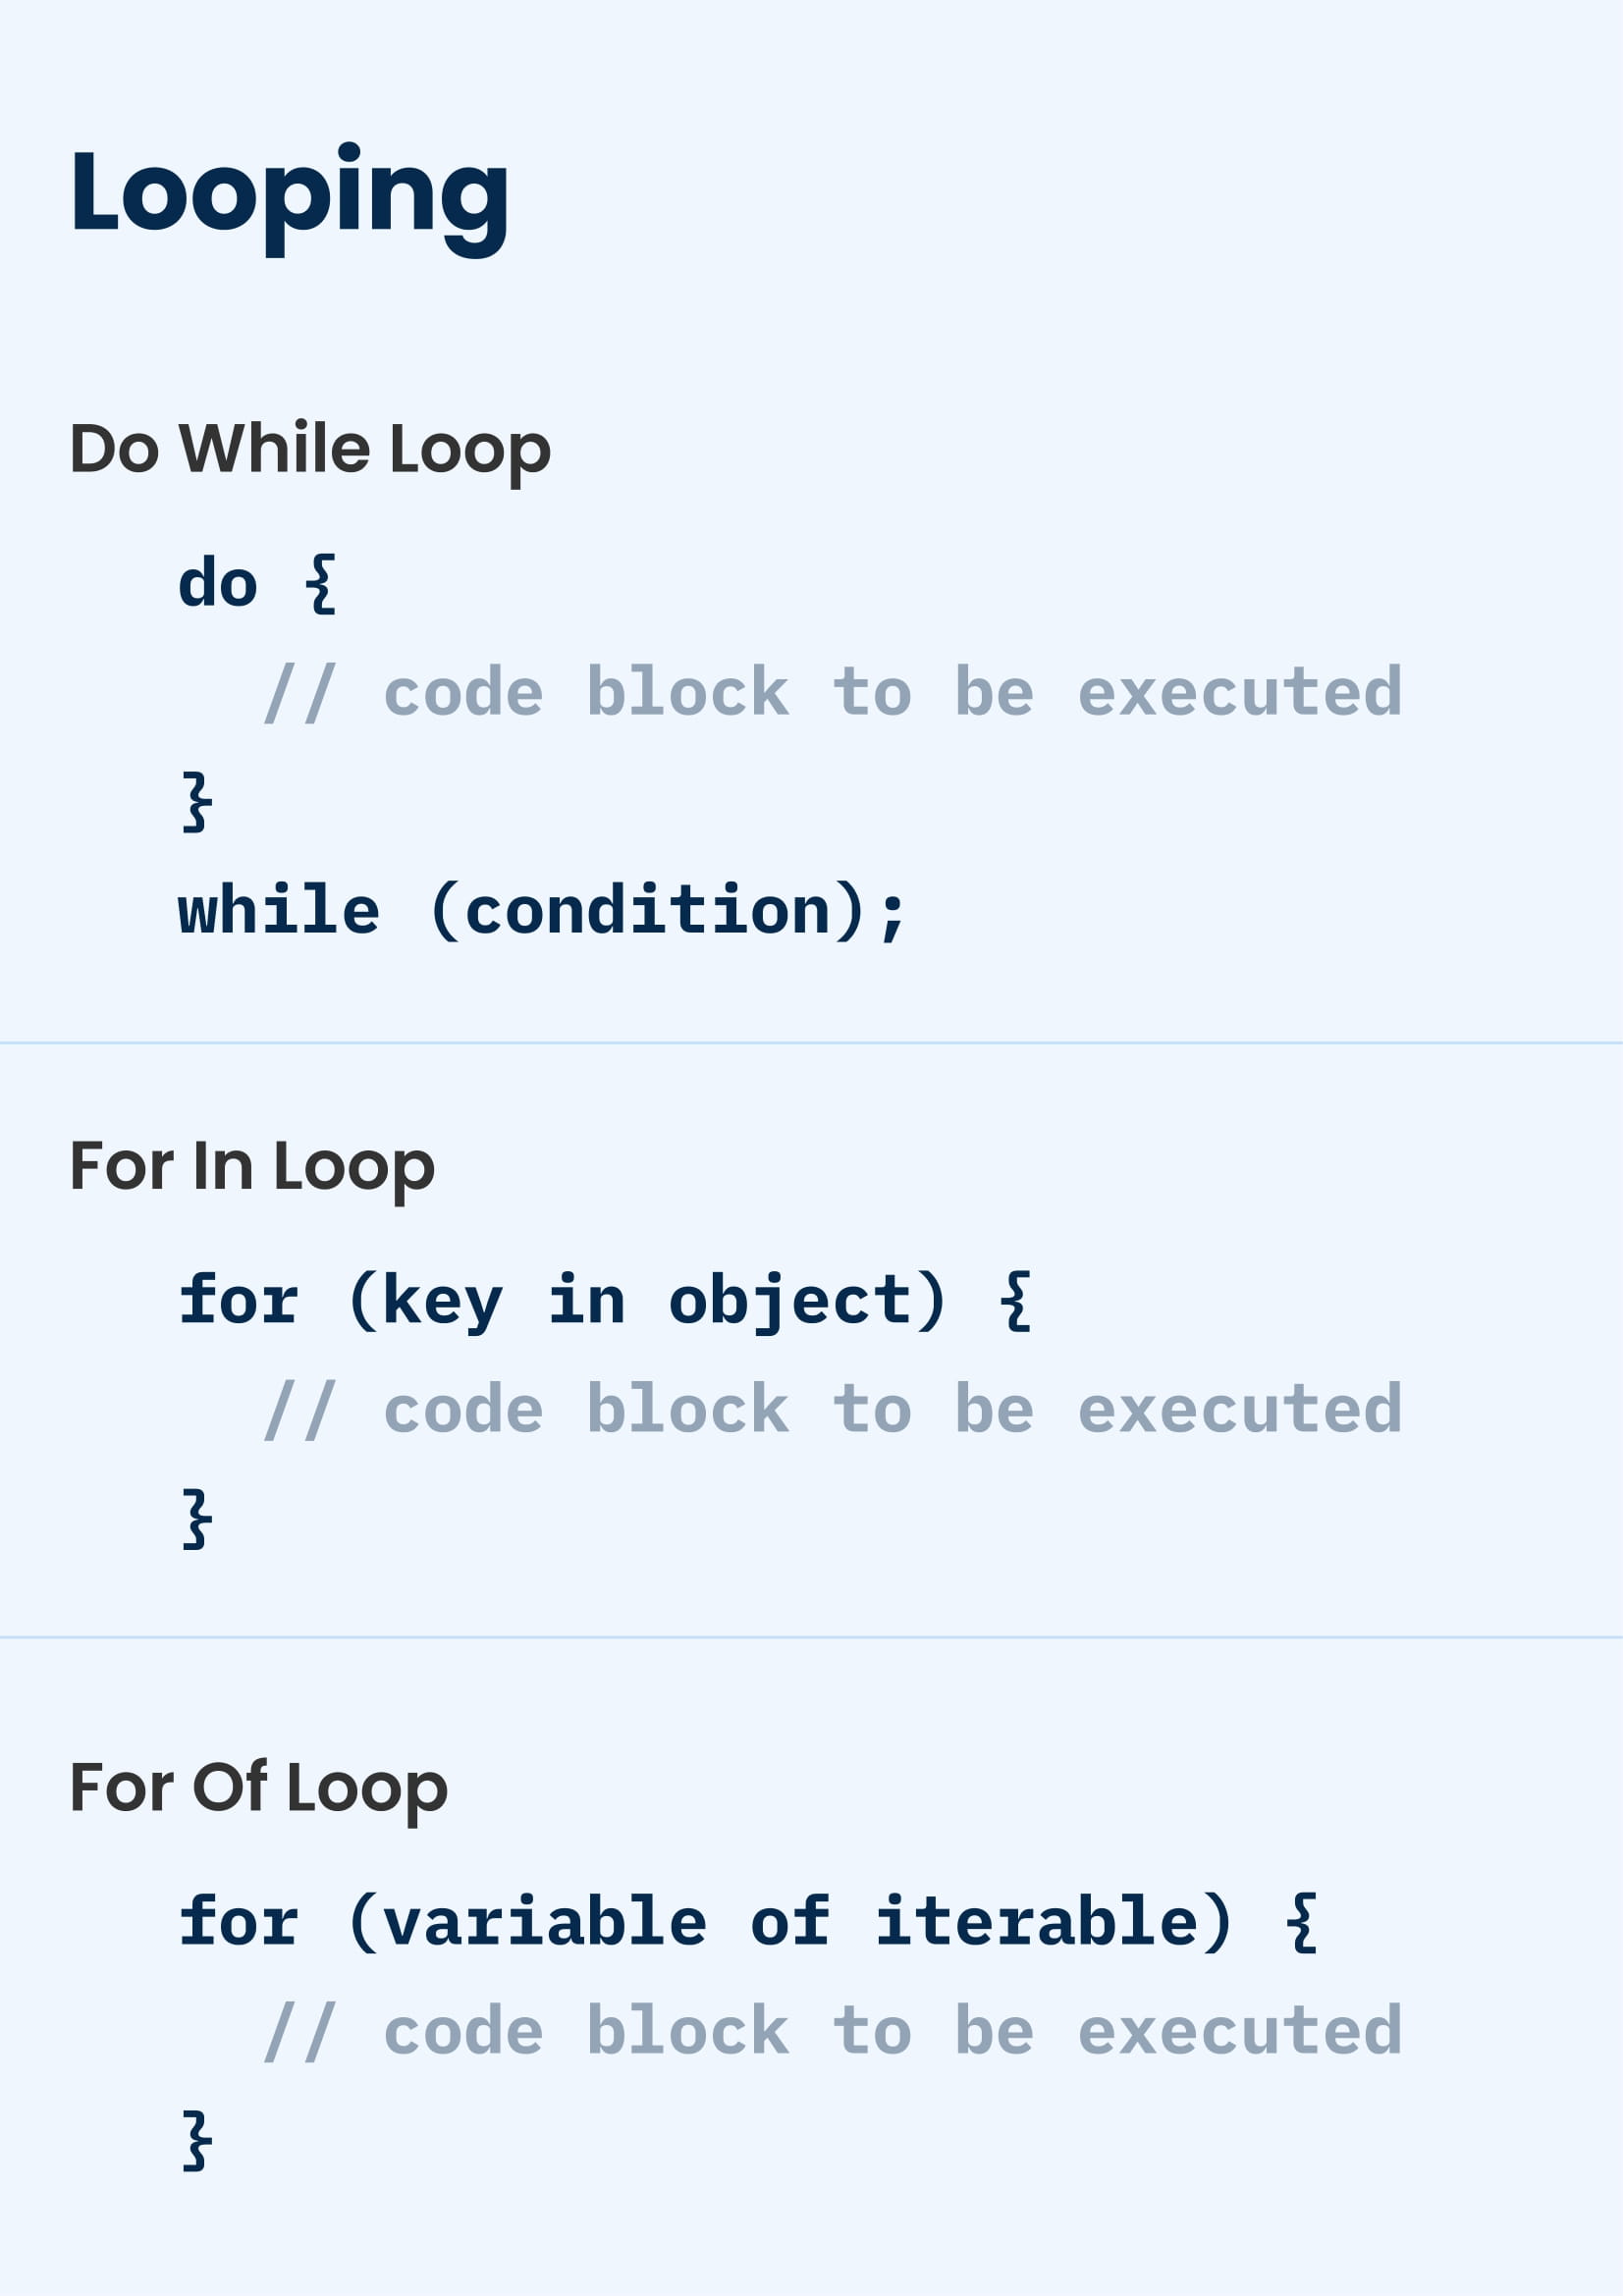 Looping
Do While Loop
do {
  // code block to be executed
}
while (condition);
For In Loop
for (key in object) {
  // code block to be executed
}
For Of Loop
for (variable of iterable) {
  // code block to be executed
}